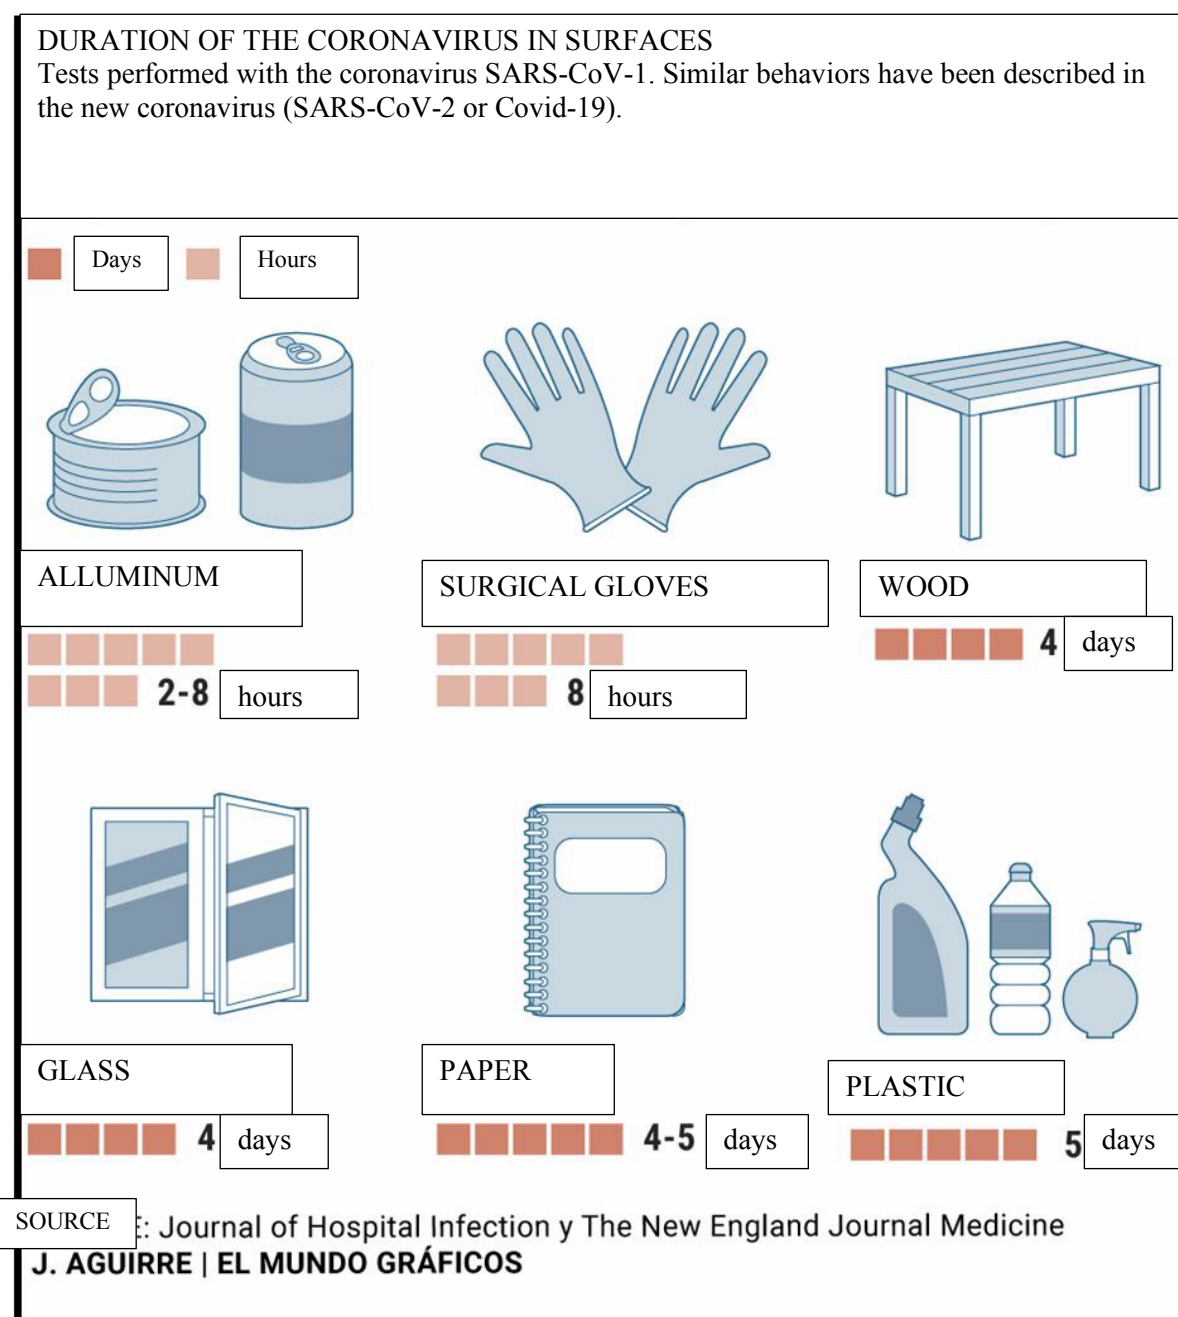 DURATION OF THE CORONAVIRUS IN SURFACES
Tests performed with the coronavirus SARS-CoV-1. Similar behaviors have been described in
the new coronavirus (SARS-CoV-2 or Covid-19).
Days Hours
ALLUMINUM
2-8 hours
SURGICAL GLOVES
8 hours
WOOD
4 days
GLASS
4 days
PAPER
4-5 days
PLASTIC
5 days
SOURCE E: Journal of Hospital Infection y The New England Journal Medicine
J. AGUIRRE | EL MUNDO GRÁFICOS